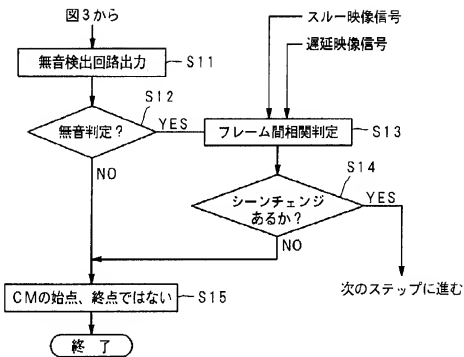 図3から
スルー映像信号
遅延映像信号
無音検出回路出力
S11
S12
無音判定?
YES
フレーム間相関判定
S13
NO
S14
シーンチェンジ
あるか?
YES
NO
次のステップに進む
CMの始点、終点ではない
S15
終 了